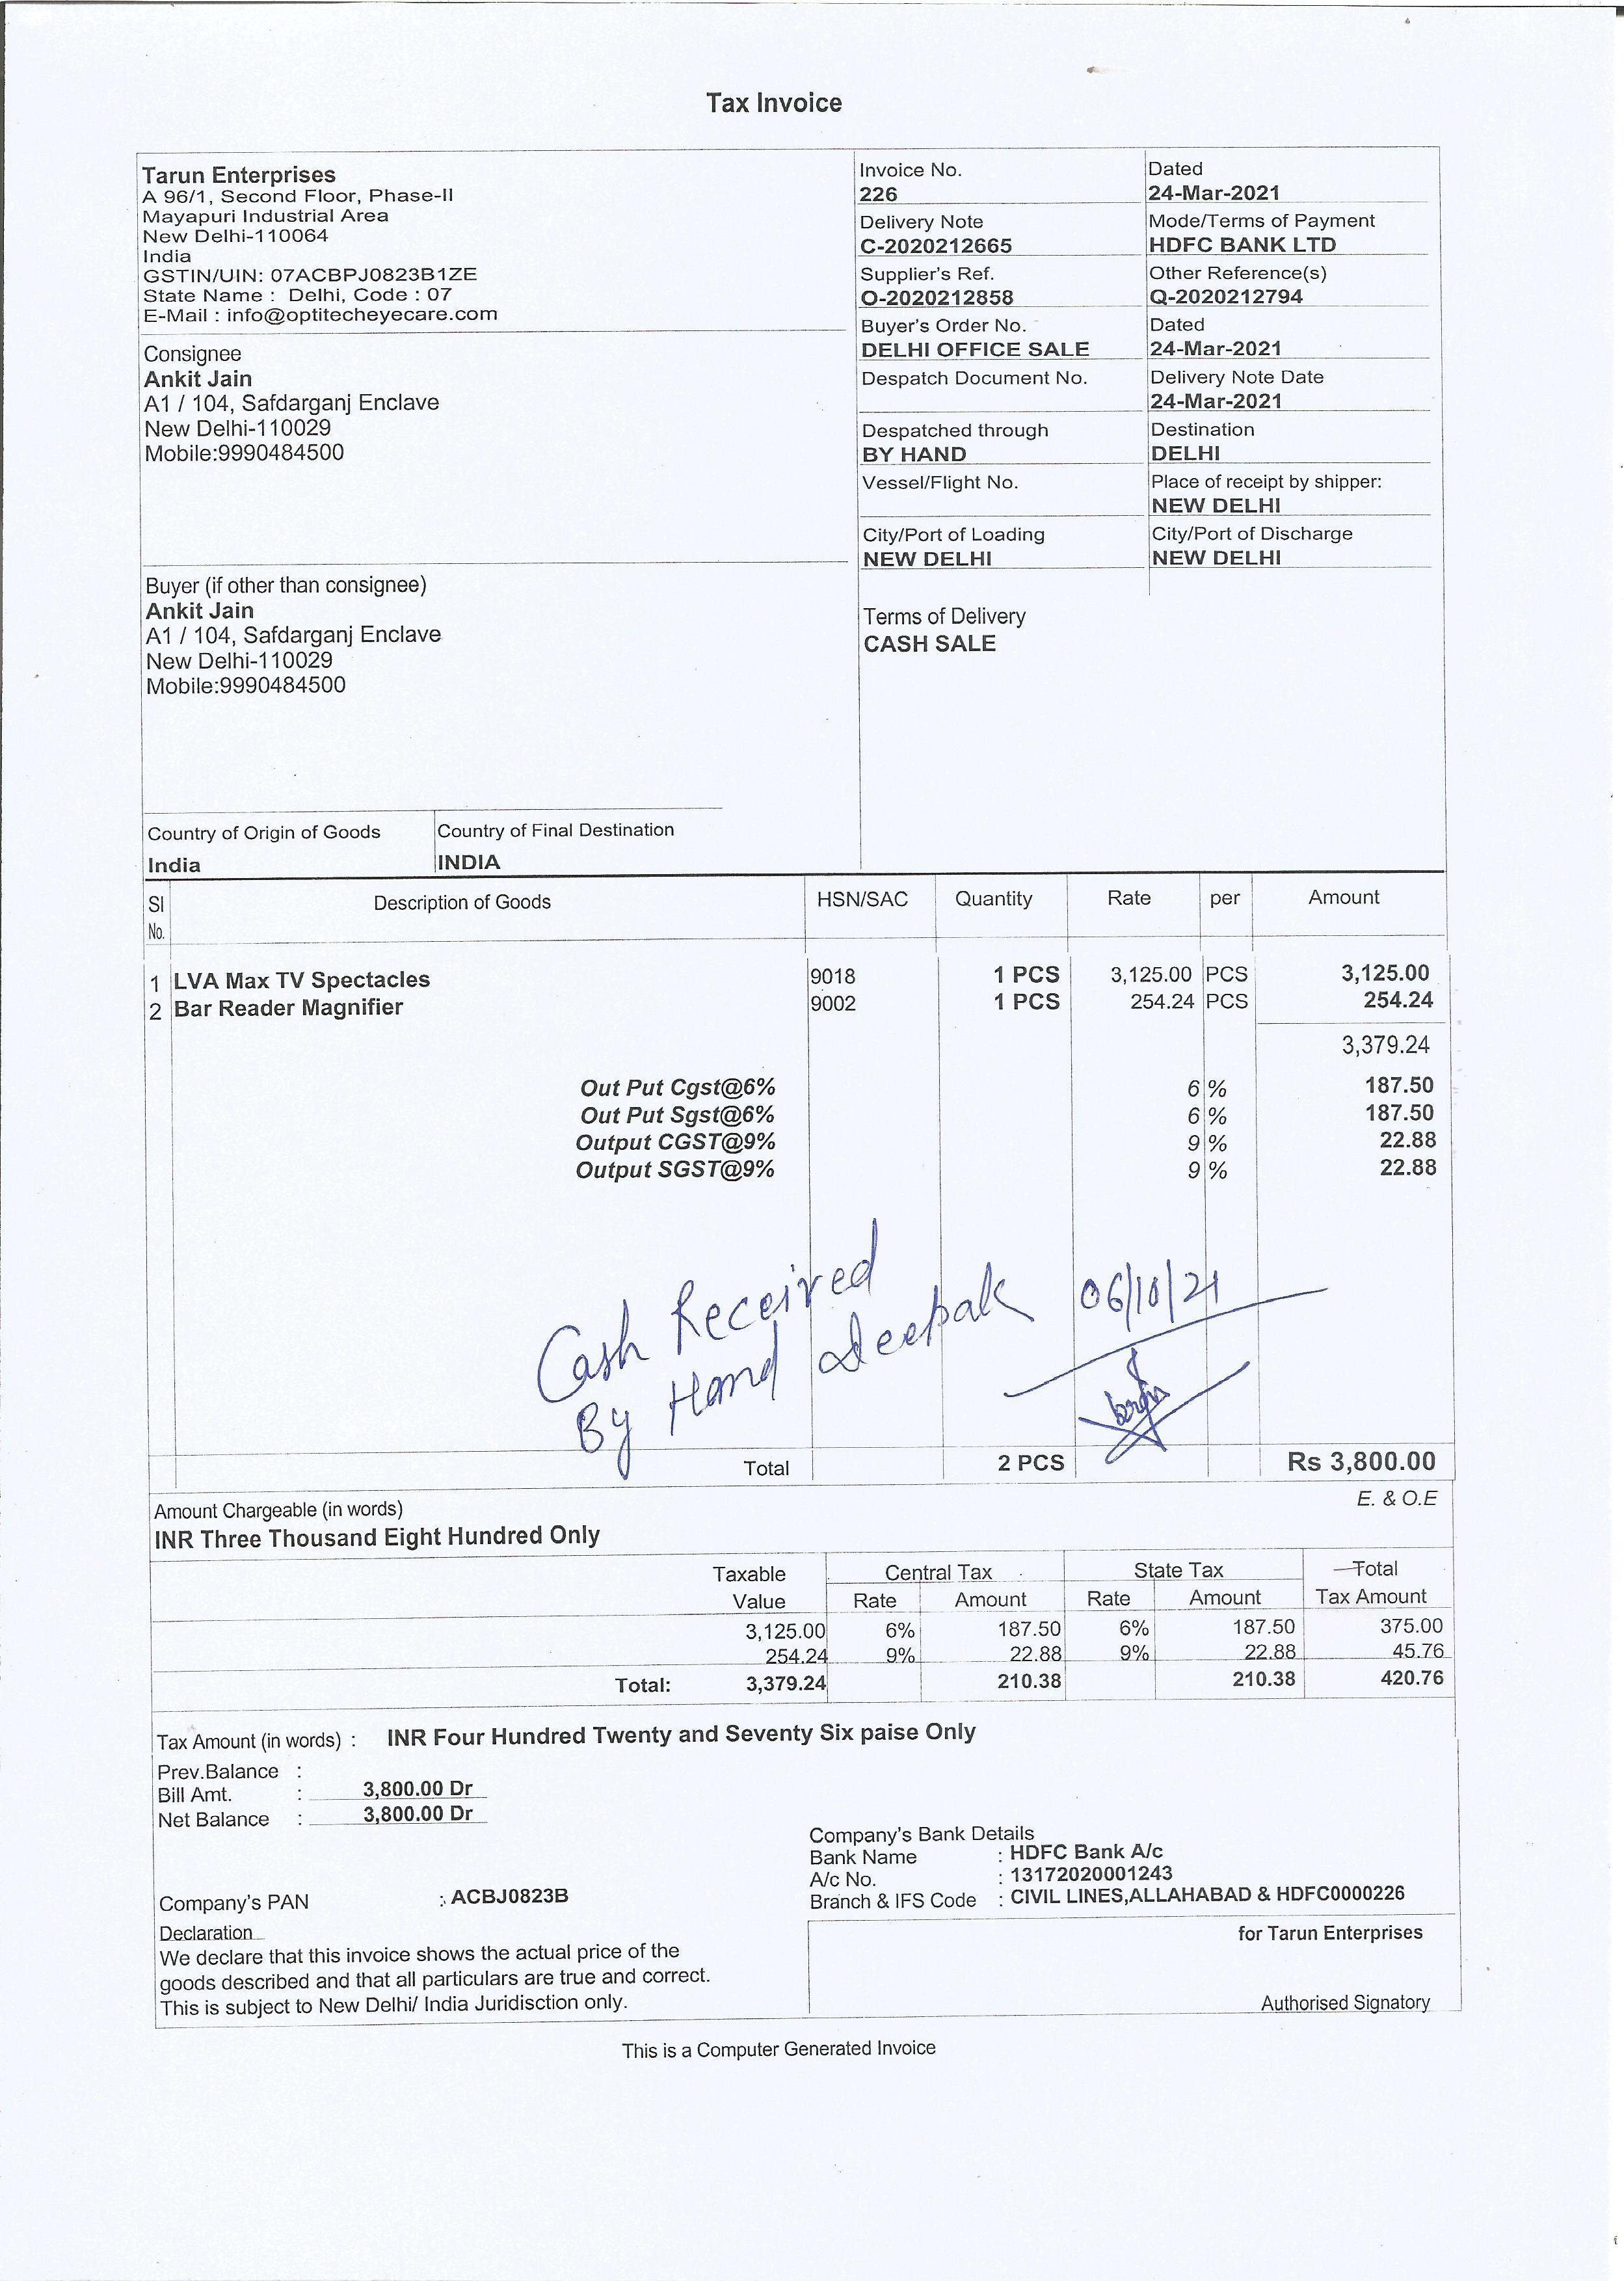 Tax Invoice
Tarun Enterprises
A 96/1, Second Floor, Phase-II
Mayapuri Industrial Area
New Delhi-110064
India
GSTIN/UIN: 07ACBPJ0823B1ZE
State Name : Delhi, Code : 07
E-Mail : info@optitecheyecare.com
Consignee
Ankit Jain
A1 / 104, Safdarganj Enclave
New Delhi-110029
Mobile:9990484500
Buyer (if other than consignee)
Ankit Jain
A1 / 104, Safdarganj Enclave
New Delhi-110029
Mobile:9990484500
Country of Origin of Goods Country of Final Destination
India INDIA
Invoice No. Dated
226 24-Mar-2021
Delivery Note Mode/Terms of Payment
C-2020212665 HDFC BANK LTD
Supplier's Ref. Other Reference(s)
O-2020212858 Q-2020212794
Buyer's Order No. Dated
DELHI OFFICE SALE 24-Mar-2021
Despatch Document No. Delivery Note Date
24-Mar-2021
Despatched through Destination
BY HAND DELHI
Vessel/Flight No. Place of receipt by shipper:
NEW DELHI
City/Port of Loading City/Port of Discharge
NEW DELHI NEW DELHI
Terms of Delivery
CASH SALE
SI No. Description of Goods HSN/SAC Quantity Rate per Amount
1 LVA Max TV Spectacles 9018 1 PCS 3,125.00 PCS 3,125.00
2 Bar Reader Magnifier 9002 1 PCS 254.24 PCS 254.24
3,379.24
Out Put Cgst@6% 6 % 187.50
Out Put Sgst@6% 6 % 187.50
Output CGST@9% 9 % 22.88
Output SGST@9% 9 % 22.88
Cash Received
By Hand Deepak 06/10/21
Total 2 PCS Rs 3,800.00
Amount Chargeable (in words) E. & O.E
INR Three Thousand Eight Hundred Only
Taxable Central Tax State Tax Total
Value Rate Amount Rate Amount Tax Amount
3,125.00 6% 187.50 6% 187.50 375.00
254.24 9% 22.88 9% 22.88 45.76
Total: 3,379.24 210.38 210.38 420.76
Tax Amount (in words) : INR Four Hundred Twenty and Seventy Six paise Only
Prev.Balance :
Bill Amt. : 3,800.00 Dr
Net Balance : 3,800.00 Dr
Company's Bank Details
Bank Name : HDFC Bank A/c
A/c No. : 13172020001243
Branch & IFS Code : CIVIL LINES,ALLAHABAD & HDFC0000226
Company's PAN : ACBJ0823B
Declaration
We declare that this invoice shows the actual price of the
goods described and that all particulars are true and correct.
This is subject to New Delhi/ India Juridisction only.
for Tarun Enterprises
Authorised Signatory
This is a Computer Generated Invoice